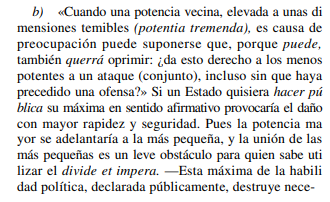 b) «Cuando una potencia vecina, elevada a unas di
mensiones temibles (potentia tremenda), es causa de
preocupación puede suponerse que, porque puede,
también querrá oprimir: ¿da esto derecho a los menos
potentes a un ataque (conjunto), incluso sin que haya
precedido una ofensa?» Si un Estado quisiera hacer pú
blica su máxima en sentido afirmativo provocaría el daño
con mayor rapidez y seguridad. Pues la potencia ma
yor se adelantaría a la más pequeña, y la unión de las
más pequeñas es un leve obstáculo para quien sabe uti
lizar el divide et impera. —Esta máxima de la habili
dad política, declarada públicamente, destruye nece-